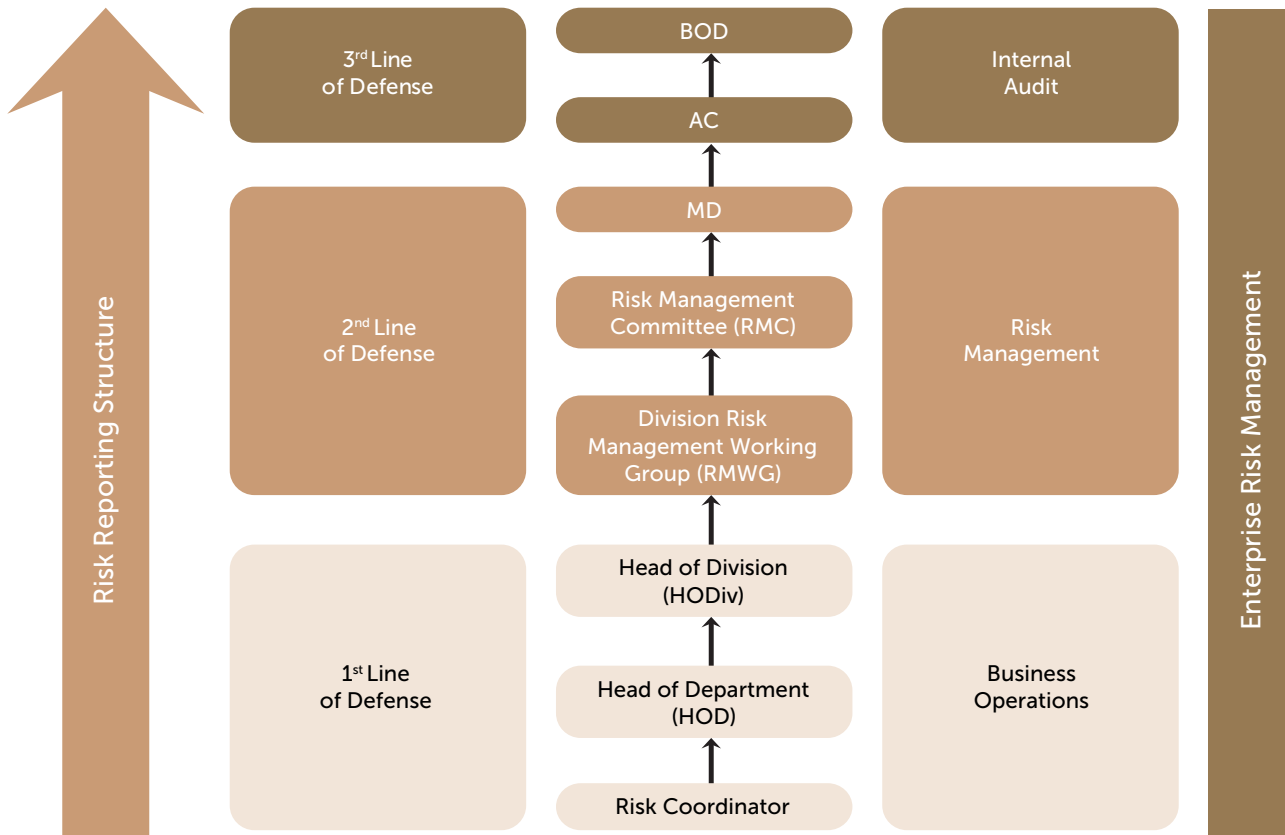 Risk Reporting Structure
3rd Line
of Defense
BOD
AC
Internal
Audit
2nd Line
of Defense
MD
Risk Management
Committee (RMC)
Division Risk
Management Working
Group (RMWG)
Risk
Management
1st Line
of Defense
Head of Division
(HODiv)
Head of Department
(HOD)
Risk Coordinator
Business
Operations
Enterprise Risk Management